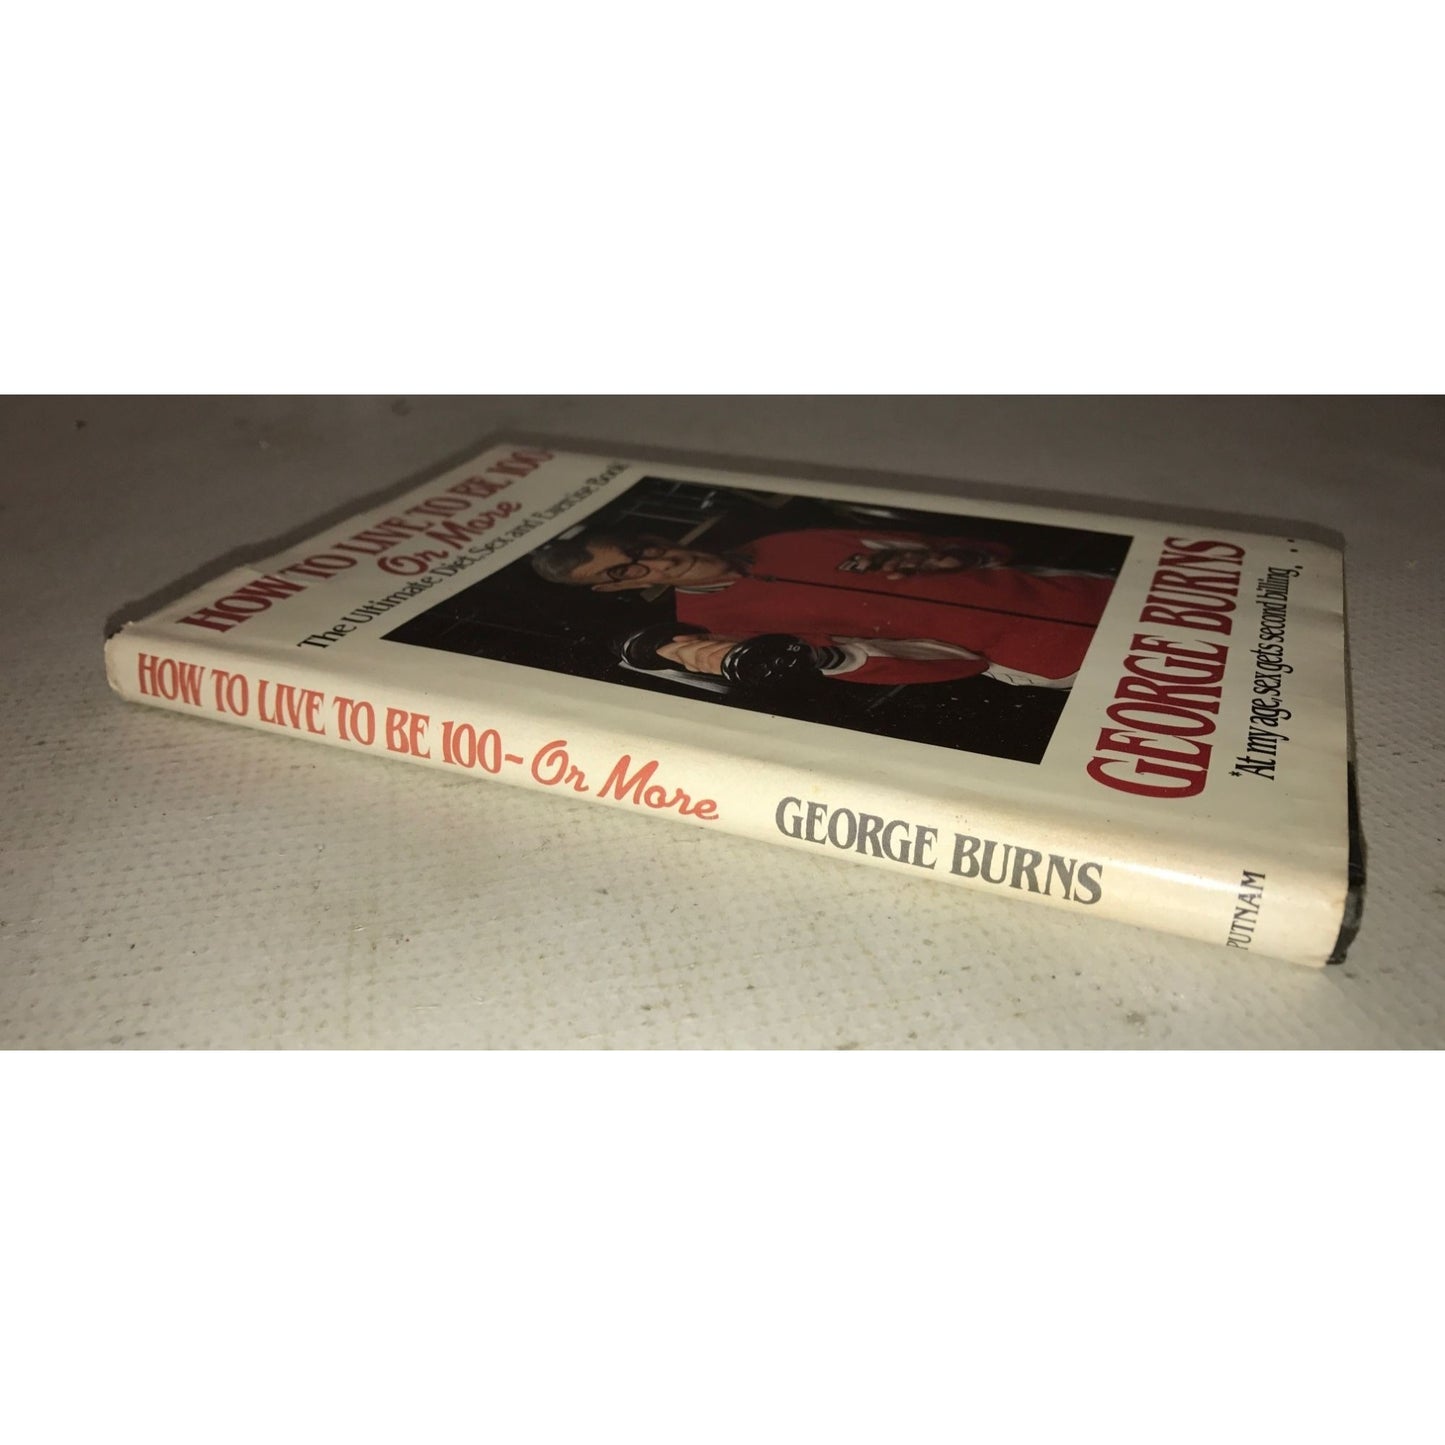 HOW TO LIVE TO BE 100-
Or More
The Ultimate Diet, Sex and Exercise Book*
10
GEORGE BURNS
*At my age, sex gets second billing.
HOW TO LIVE TO BE 100~Or More GEORGE BURNS PUTNAM